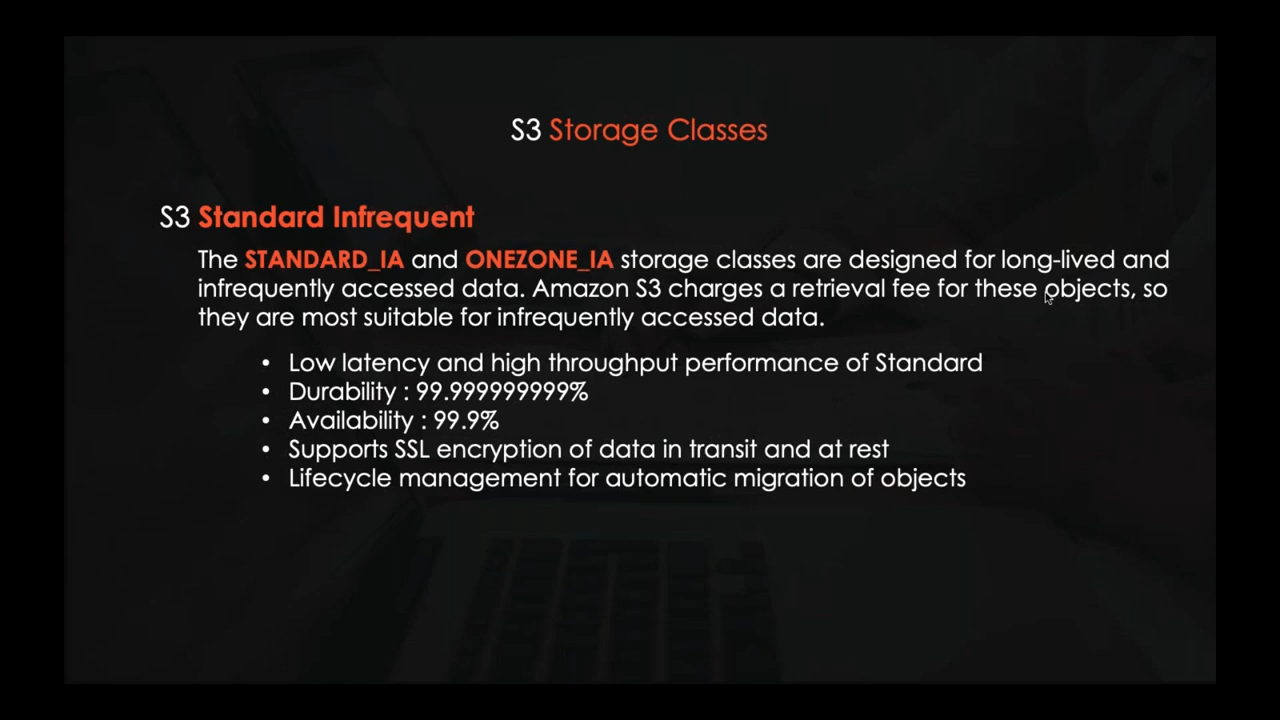 S3 Storage Classes
S3 Standard Infrequent
The STANDARD_IA and ONEZONE_IA storage classes are designed for long-lived and
infrequently accessed data. Amazon S3 charges a retrieval fee for these objects, so
they are most suitable for infrequently accessed data.
• Low latency and high throughput performance of Standard
• Durability : 99.999999999%
• Availability : 99.9%
• Supports SSL encryption of data in transit and at rest
• Lifecycle management for automatic migration of objects